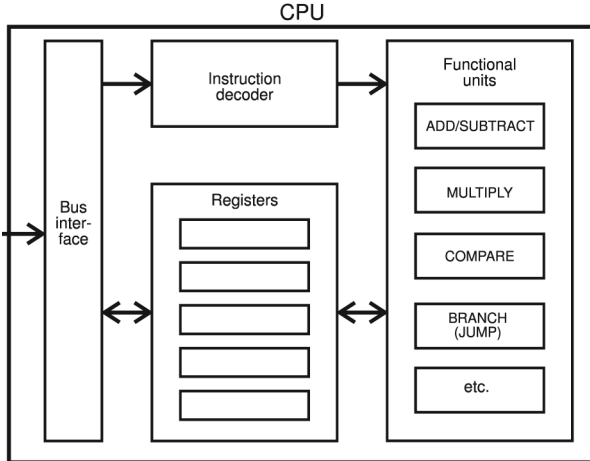 CPU
Bus
inter-
face
Instruction
decoder
Registers
Functional
units
ADD/SUBTRACT
MULTIPLY
COMPARE
BRANCH
(JUMP)
etc.